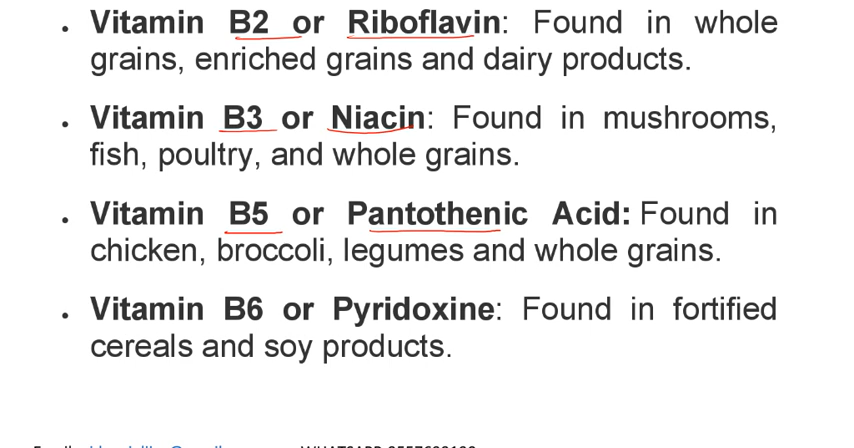 • Vitamin B2 or Riboflavin: Found in whole
grains, enriched grains and dairy products.
• Vitamin B3 or Niacin: Found in mushrooms,
fish, poultry, and whole grains.
• Vitamin B5 or Pantothenic Acid: Found in
chicken, broccoli, legumes and whole grains.
• Vitamin B6 or Pyridoxine: Found in fortified
cereals and soy products.